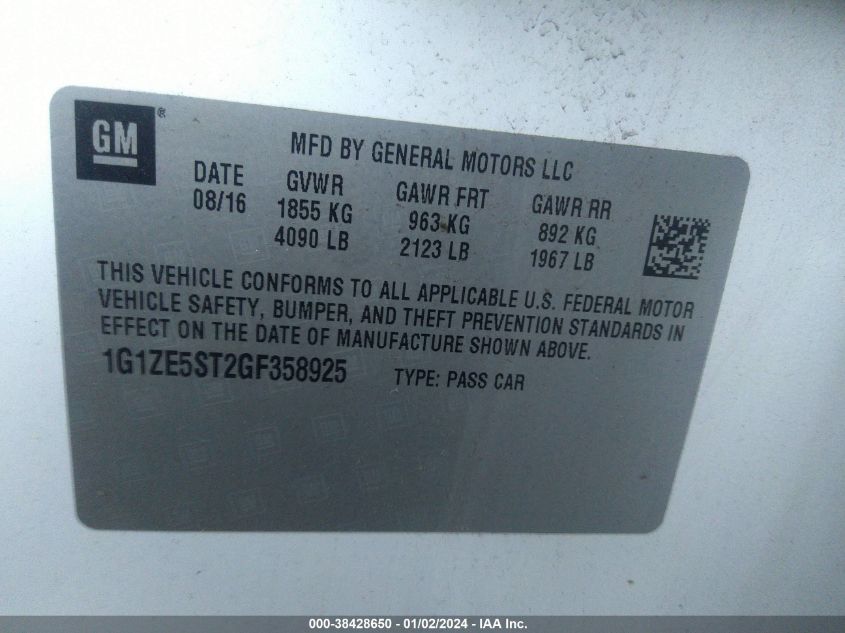 GM®
MFD BY GENERAL MOTORS LLC
DATE GVWR GAWR FRT GAWR RR
08/16 1855 KG 963 KG 892 KG
4090 LB 2123 LB 1967 LB
THIS VEHICLE CONFORMS TO ALL APPLICABLE U.S. FEDERAL MOTOR
VEHICLE SAFETY, BUMPER, AND THEFT PREVENTION STANDARDS IN
EFFECT ON THE DATE OF MANUFACTURE SHOWN ABOVE.
1G1ZE5ST2GF358925 TYPE: PASS CAR
000-38428650 - 01/02/2024 - IAA Inc.